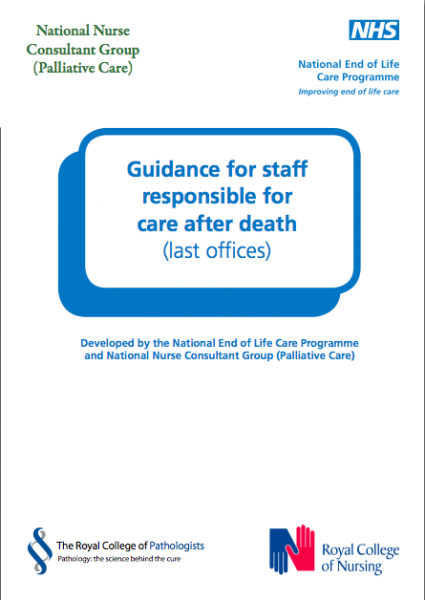 National Nurse
Consultant Group
(Palliative Care)
NHS
National End of Life
Care Programme
Improving end of life care
Guidance for staff
responsible for
care after death
(last offices)
Developed by the National End of Life Care Programme
and National Nurse Consultant Group (Palliative Care)
The Royal College of Pathologists
Pathology: the science behind the cure
Royal College
of Nursing